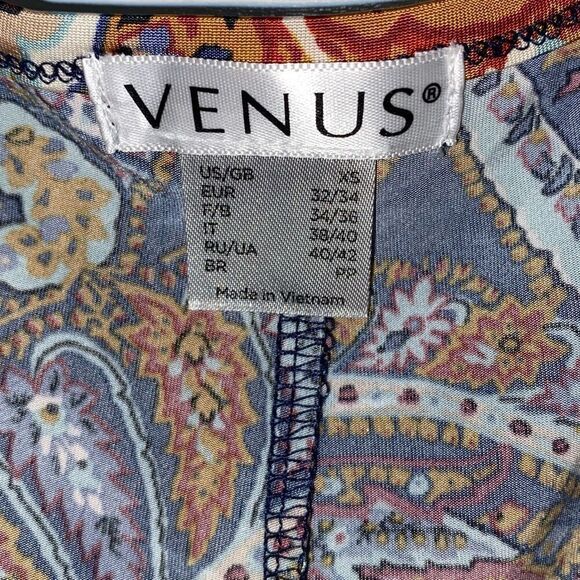 VENUS®
US/GB XS
EUR 32/34
F/B 34/36
IT 38/40
RU/UA 40/42
BR PP
Made in Vietnam